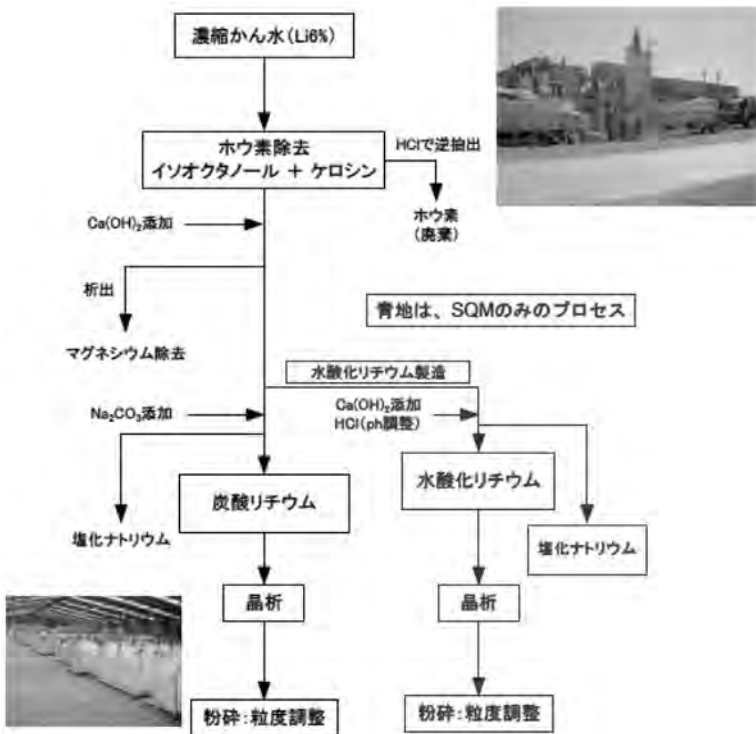 濃縮かん水(Li6%)
ホウ素除去
イソオクタノール + ケロシン
HClで逆抽出
ホウ素
(廃棄)
Ca(OH)₂添加
析出
マグネシウム除去
青地は、SQMのみのプロセス
水酸化リチウム製造
Na₂CO₃添加
Ca(OH)₂添加
HCl(ph調整)
塩化ナトリウム
炭酸リチウム
水酸化リチウム
塩化ナトリウム
晶析
晶析
粉砕:粒度調整
粉砕:粒度調整